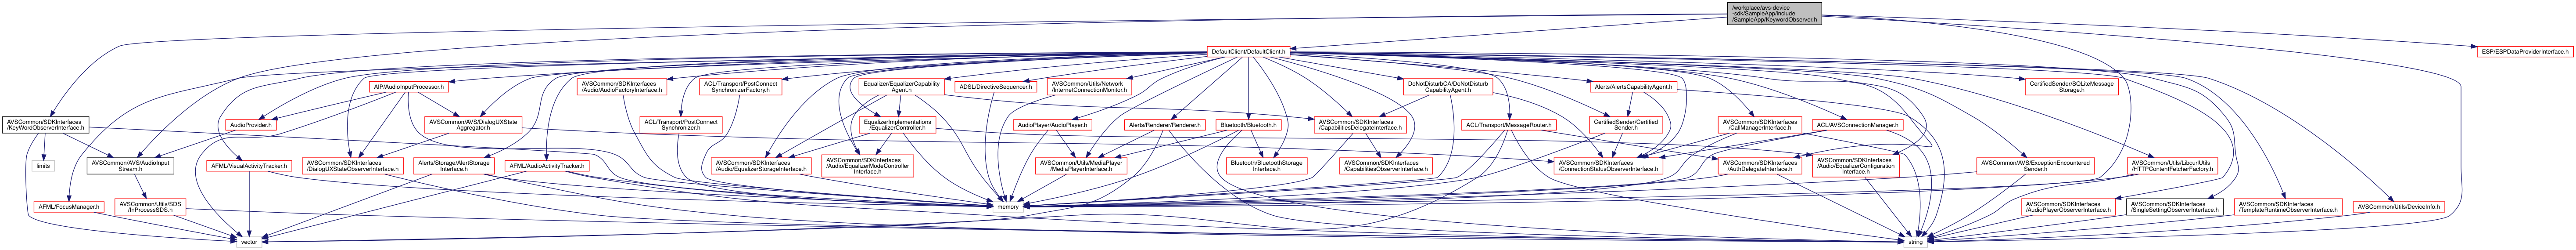 /workplace/avs-device
-sdk/SampleApp/include
/SampleApp/KeywordObserver.h
DefaultClient/DefaultClient.h
ESP/ESPDataProviderInterface.h
AIP/AudioInputProcessor.h
AVSCommon/SDKInterfaces
/Audio/AudioFactoryInterface.h
ACL/Transport/PostConnect
SynchronizerFactory.h
Equalizer/EqualizerCapability
Agent.h
ADSL/DirectiveSequencer.h
AVSCommon/Utils/Network
/InternetConnectionMonitor.h
DoNotDisturbCA/DoNotDisturb
CapabilityAgent.h
Alerts/AlertsCapabilityAgent.h
CertifiedSender/SQLiteMessage
Storage.h
AVSCommon/SDKInterfaces
/KeyWordObserverInterface.h
AudioProvider.h
AVSCommon/AVS/DialogUXState
Aggregator.h
ACL/Transport/PostConnect
Synchronizer.h
EqualizerImplementations
/EqualizerController.h
AudioPlayer/AudioPlayer.h
Alerts/Renderer/Renderer.h
Bluetooth/Bluetooth.h
AVSCommon/SDKInterfaces
/CapabilitiesDelegateInterface.h
ACL/Transport/MessageRouter.h
CertifiedSender/Certified
Sender.h
AVSCommon/SDKInterfaces
/CallManagerInterface.h
ACL/AVSConnectionManager.h
limits
AVSCommon/AVS/AudioInput
Stream.h
AFML/VisualActivityTracker.h
AVSCommon/SDKInterfaces
/DialogUXStateObserverInterface.h
Alerts/Storage/AlertStorage
Interface.h
AFML/AudioActivityTracker.h
AVSCommon/SDKInterfaces
/Audio/EqualizerStorageInterface.h
AVSCommon/SDKInterfaces
/Audio/EqualizerModeController
Interface.h
AVSCommon/Utils/MediaPlayer
/MediaPlayerInterface.h
Bluetooth/BluetoothStorage
Interface.h
AVSCommon/SDKInterfaces
/CapabilitiesObserverInterface.h
AVSCommon/SDKInterfaces
/ConnectionStatusObserverInterface.h
AVSCommon/SDKInterfaces
/AuthDelegateInterface.h
AVSCommon/SDKInterfaces
/Audio/EqualizerConfiguration
Interface.h
AVSCommon/AVS/ExceptionEncountered
Sender.h
AVSCommon/Utils/LibcurlUtils
/HTTPContentFetcherFactory.h
AFML/FocusManager.h
AVSCommon/Utils/SDS
/InProcessSDS.h
memory
AVSCommon/SDKInterfaces
/AudioPlayerObserverInterface.h
AVSCommon/SDKInterfaces
/SingleSettingObserverInterface.h
AVSCommon/SDKInterfaces
/TemplateRuntimeObserverInterface.h
AVSCommon/Utils/DeviceInfo.h
vector
string